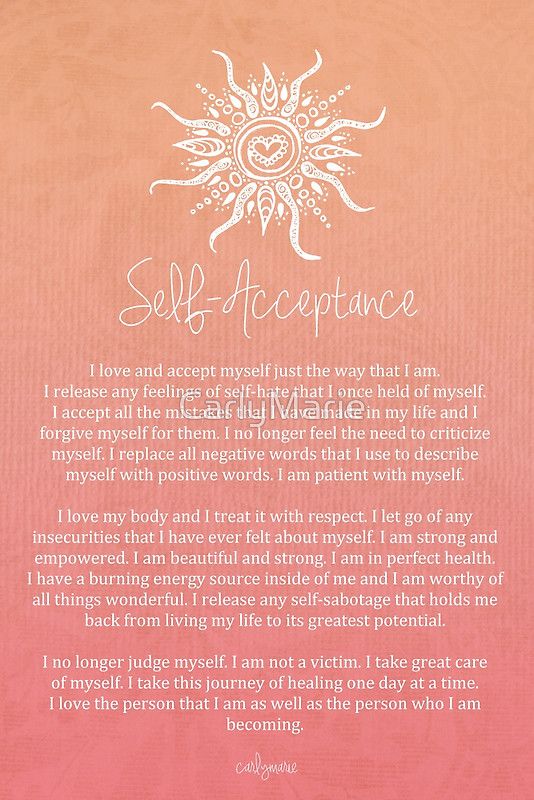 Self-Acceptance
I love and accept myself just the way that I am.
I release any feelings of self-hate that I once held of myself.
I accept all the mistakes that I have made in my life and I
forgive myself for them. I no longer feel the need to criticize
myself. I replace all negative words that I use to describe
myself with positive words. I am patient with myself.
I love my body and I treat it with respect. I let go of any
insecurities that I have ever felt about myself. I am strong and
empowered. I am beautiful and strong. I am in perfect health.
I have a burning energy source inside of me and I am worthy of
all things wonderful. I release any self-sabotage that holds me
back from living my life to its greatest potential.
I no longer judge myself. I am not a victim. I take great care
of myself. I take this journey of healing one day at a time.
I love the person that I am as well as the person who I am
becoming.
carlymarie
CarlyMarie